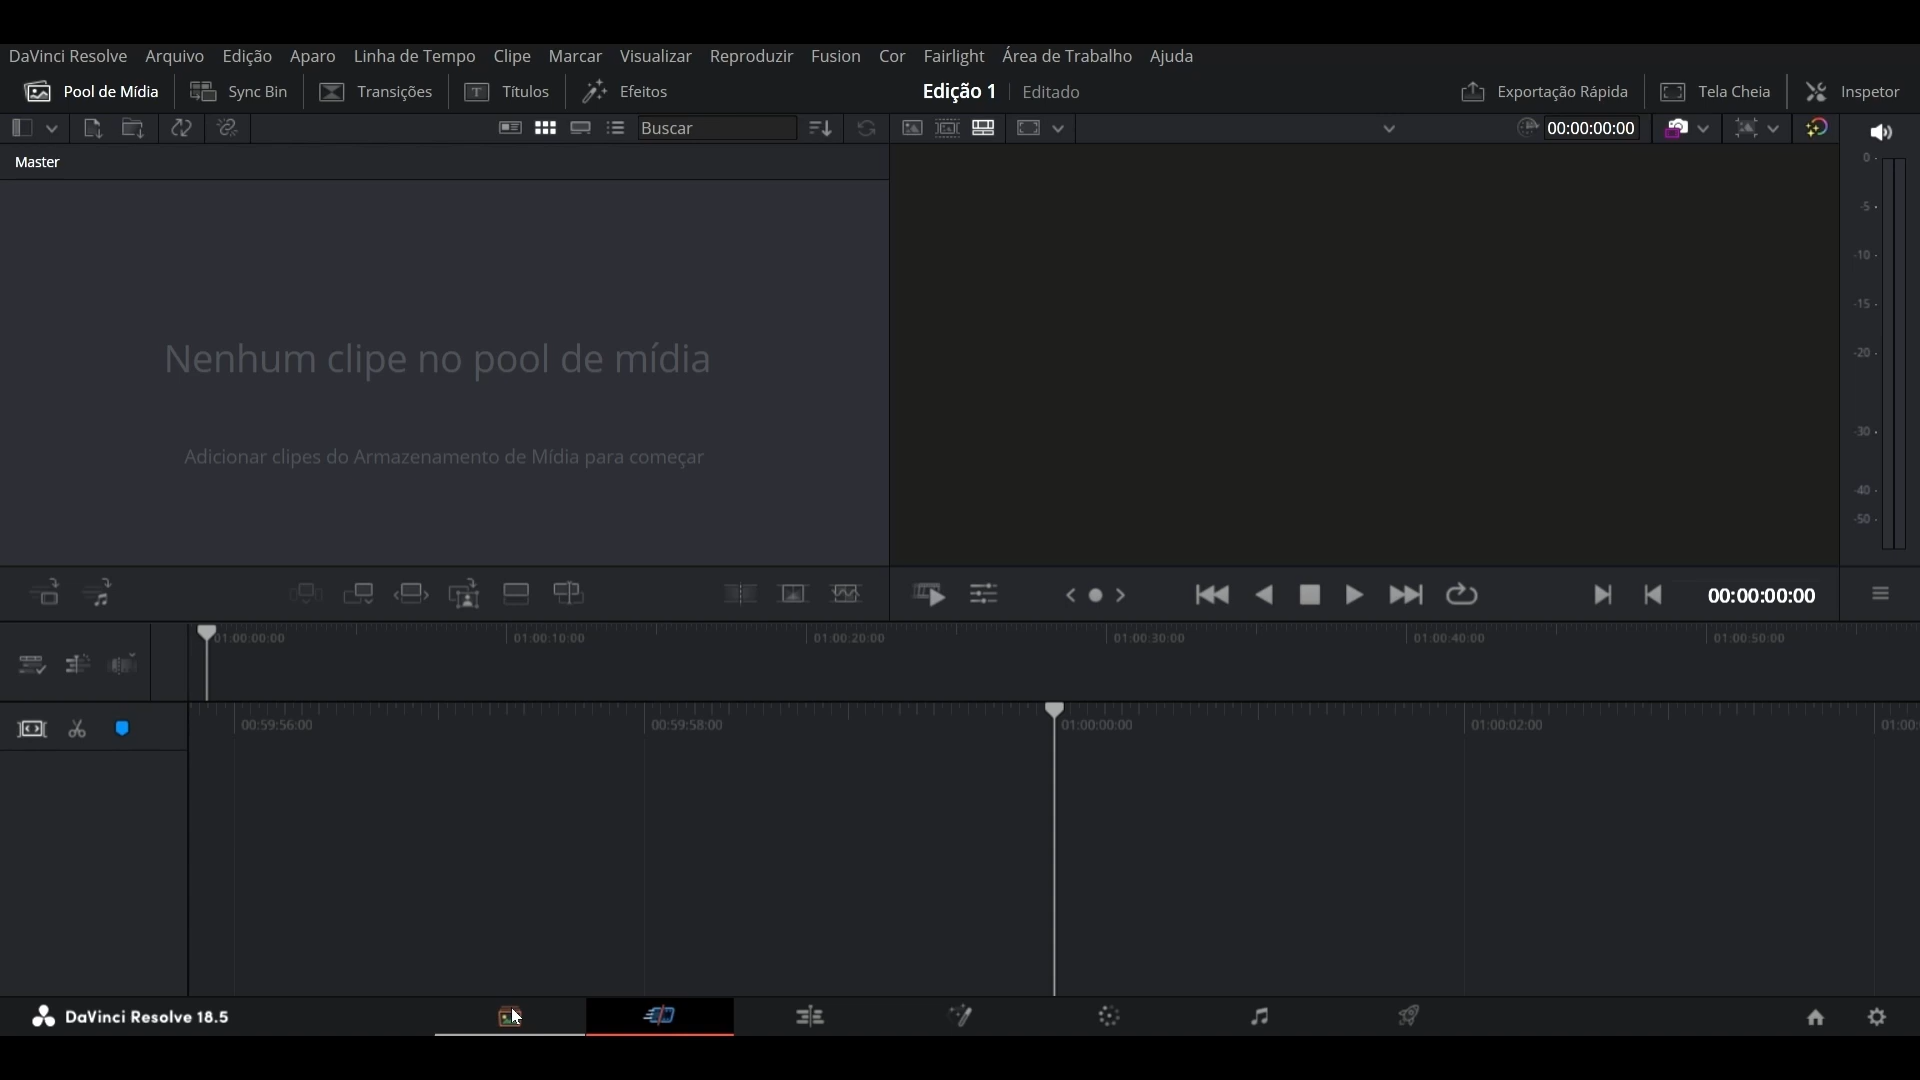 DaVinci Resolve Arquivo Edição Aparo Linha de Tempo Clipe Marcar Visualizar Reproduzir Fusion Cor Fairlight Área de Trabalho Ajuda
Pool de Mídia Sync Bin Transições Títulos Efeitos Edição 1 Editado Exportação Rápida Tela Cheia Inspetor
Buscar 00:00:00:00
Master
0
-5
-10
-15
-20
-30
-40
-50
Nenhum clipe no pool de mídia
Adicionar clipes do Armazenamento de Mídia para começar
00:00:00:00
01:00:00:00 01:00:10:00 01:00:20:00 01:00:30:00 01:00:40:00 01:00:50:00
00:59:56:00 00:59:58:00 01:00:00:00 01:00:02:00 01:00:
DaVinci Resolve 18.5